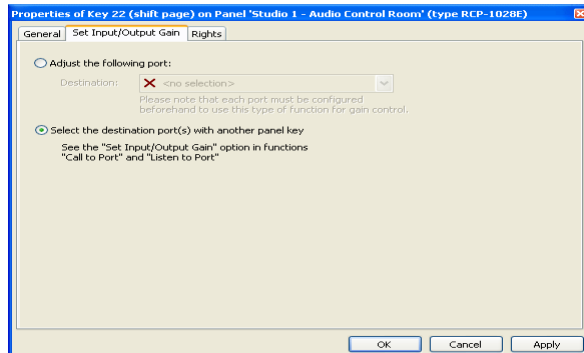 Properties of Key 22 (shift page) on Panel 'Studio 1 - Audio Control Room' (type RCP-1028E)
General Set Input/Output Gain Rights
Adjust the following port:
Destination: <no selection>
Please note that each port must be configured
beforehand to use this type of function for gain control.
Select the destination port(s) with another panel key
See the "Set Input/Output Gain" option in functions
"Call to Port" and "Listen to Port"
OK Cancel Apply